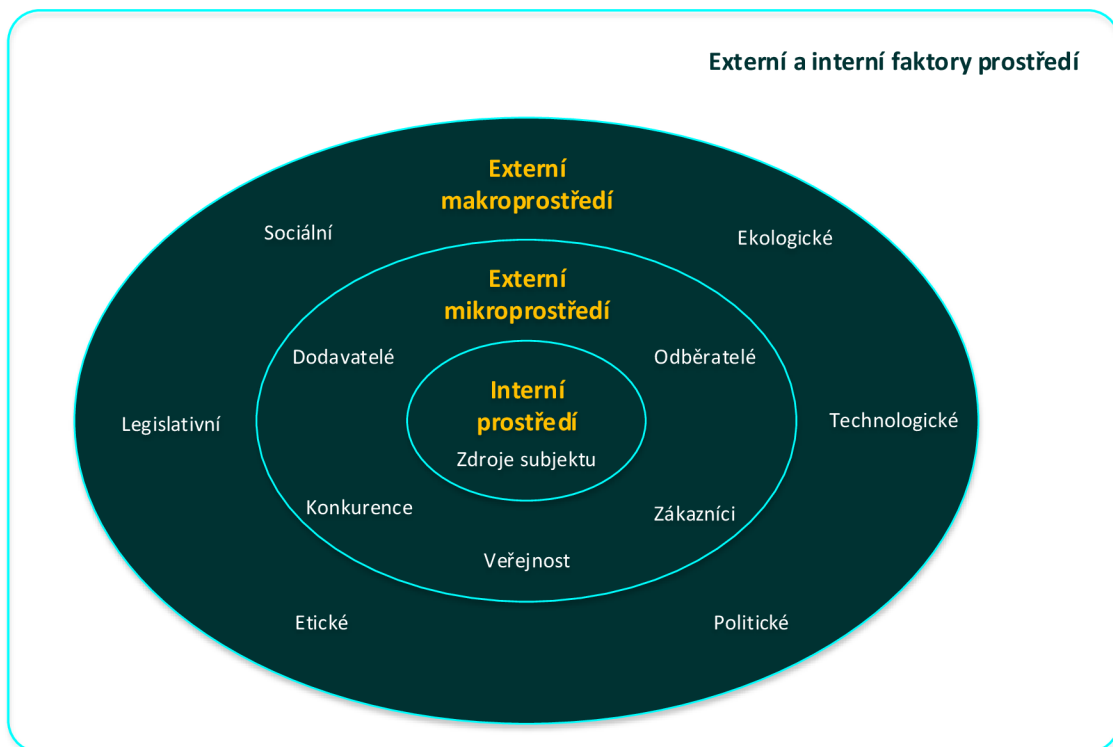 Externí a interní faktory prostředí
Externí
makroprostředí
Sociální
Ekologické
Externí
mikroprostředí
Dodavatelé
Odběratelé
Interní
prostředí
Legislativní
Technologické
Zdroje subjektu
Konkurence
Zákazníci
Veřejnost
Etické
Politické